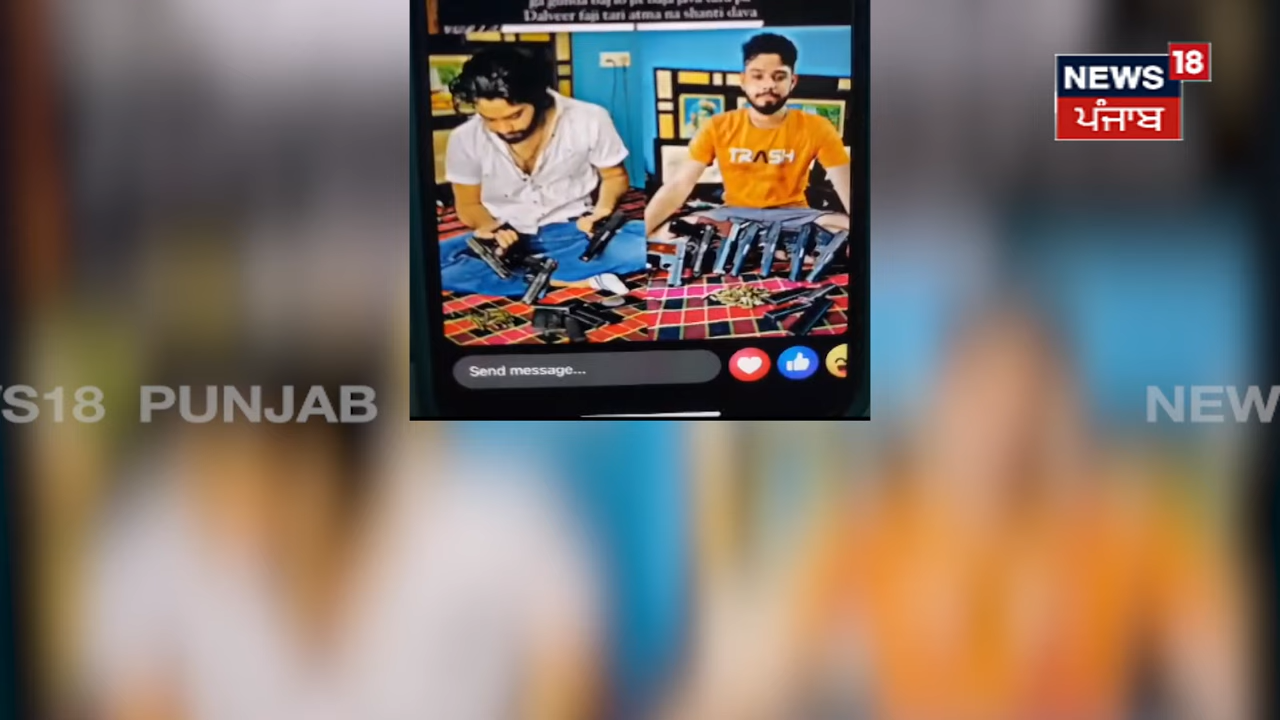 Dalveer faji tari atma na shanti dava
NEWS 18
ਪੰਜਾਬ
TRASH
Send message...
S18 PUNJAB
NEW